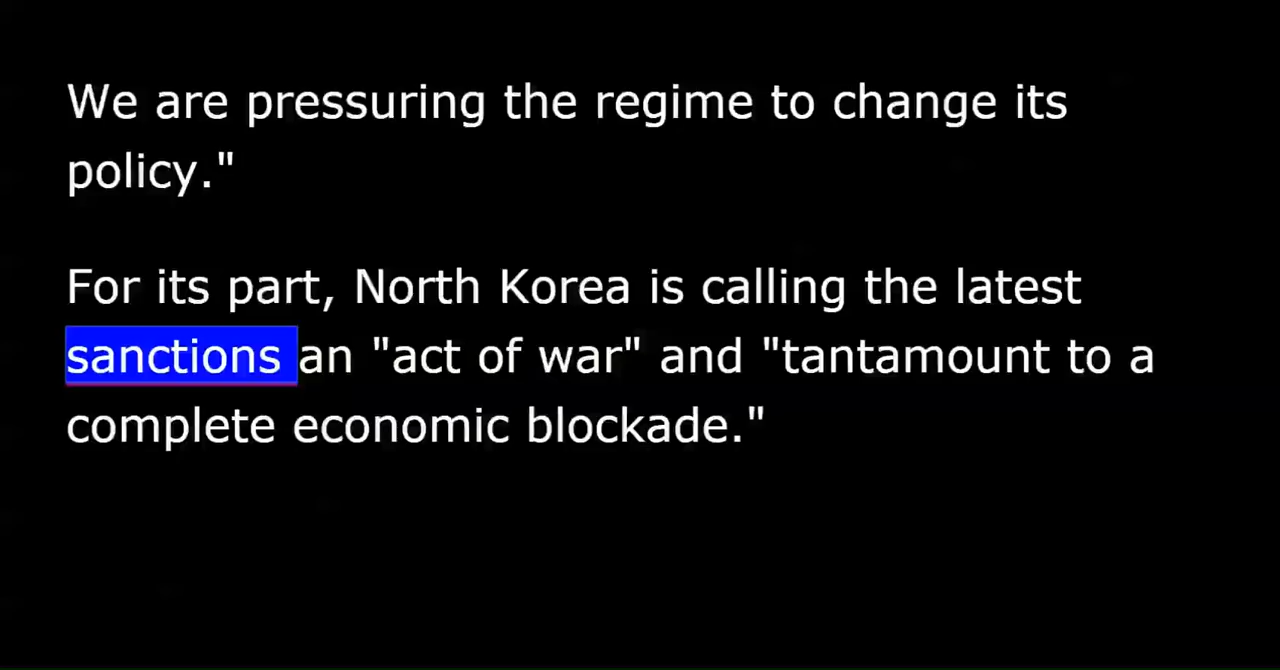 We are pressuring the regime to change its
policy."
For its part, North Korea is calling the latest
sanctions an "act of war" and "tantamount to a
complete economic blockade."